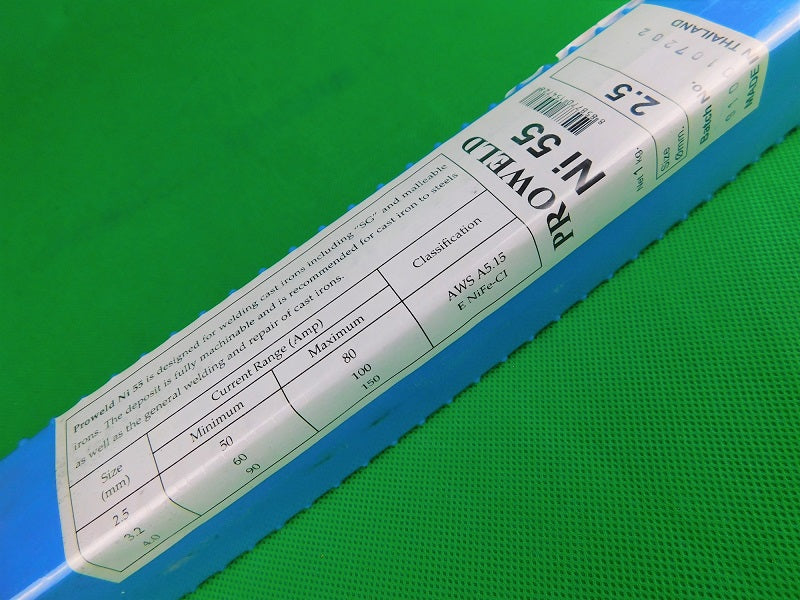 Proweld Ni 55 is designed for welding cast irons including "SG" and malleable
irons. The deposit is fully machinable and is recommended for cast iron to steels
as well as the general welding and repair of cast irons.
Size
(mm)
Current Range (Amp)
Classification
Minimum
Maximum
2.5
50
80
AWS A5.15
E NiFe-CI
3.2
60
100
4.0
90
150
PROWELD
Ni 55
Net 1 kg.
Size
Ømm.
2.5
Batch No.
MADE IN THAILAND